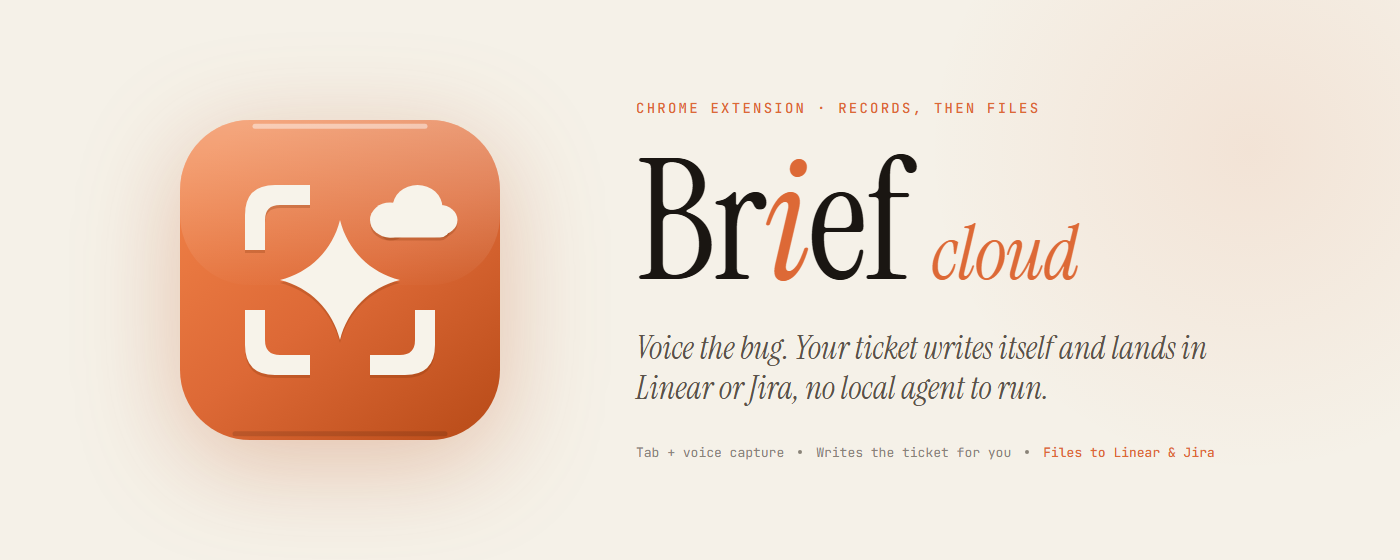 CHROME EXTENSION · RECORDS, THEN FILES
Brief cloud
Voice the bug. Your ticket writes itself and lands in
Linear or Jira, no local agent to run.
Tab + voice capture • Writes the ticket for you • Files to Linear & Jira